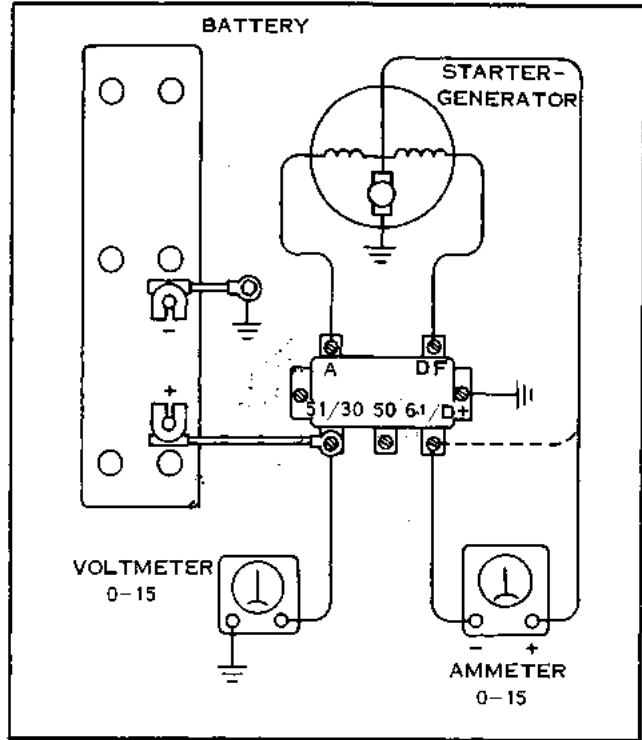 BATTERY
STARTER-
GENERATOR
-
+
A DF
51/30 50 61/D+
VOLTMETER
0-15
- +
AMMETER
0-15